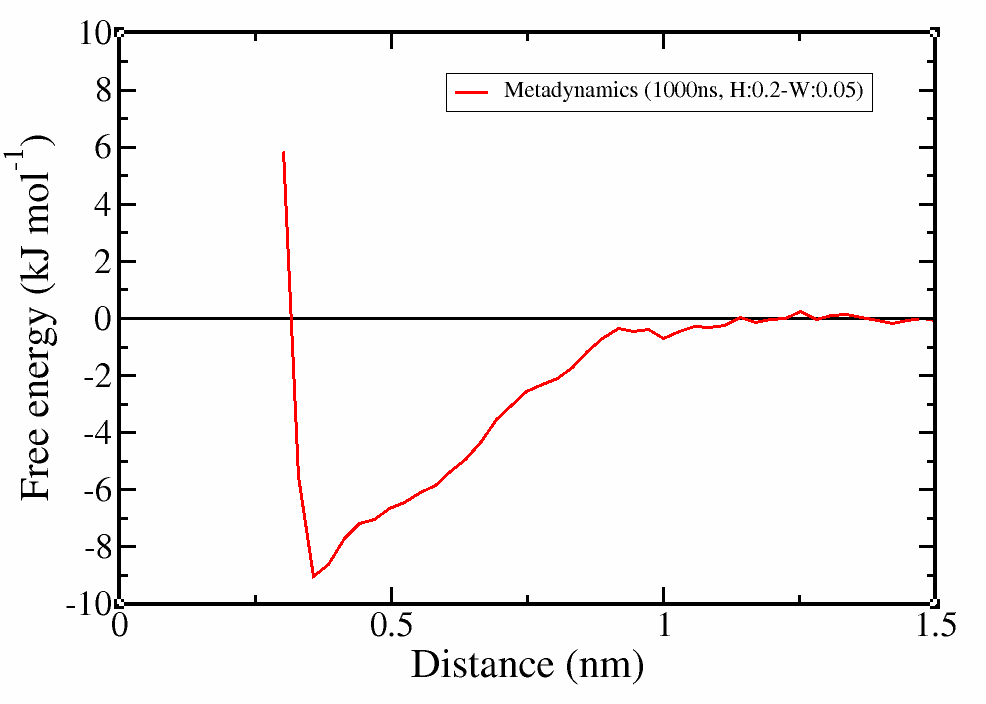 10
8
6
4
2
0
-2
-4
-6
-8
-10
Free energy (kJ mol⁻¹)
Metadynamics (1000ns, H:0.2-W:0.05)
0 0.5 1 1.5
Distance (nm)